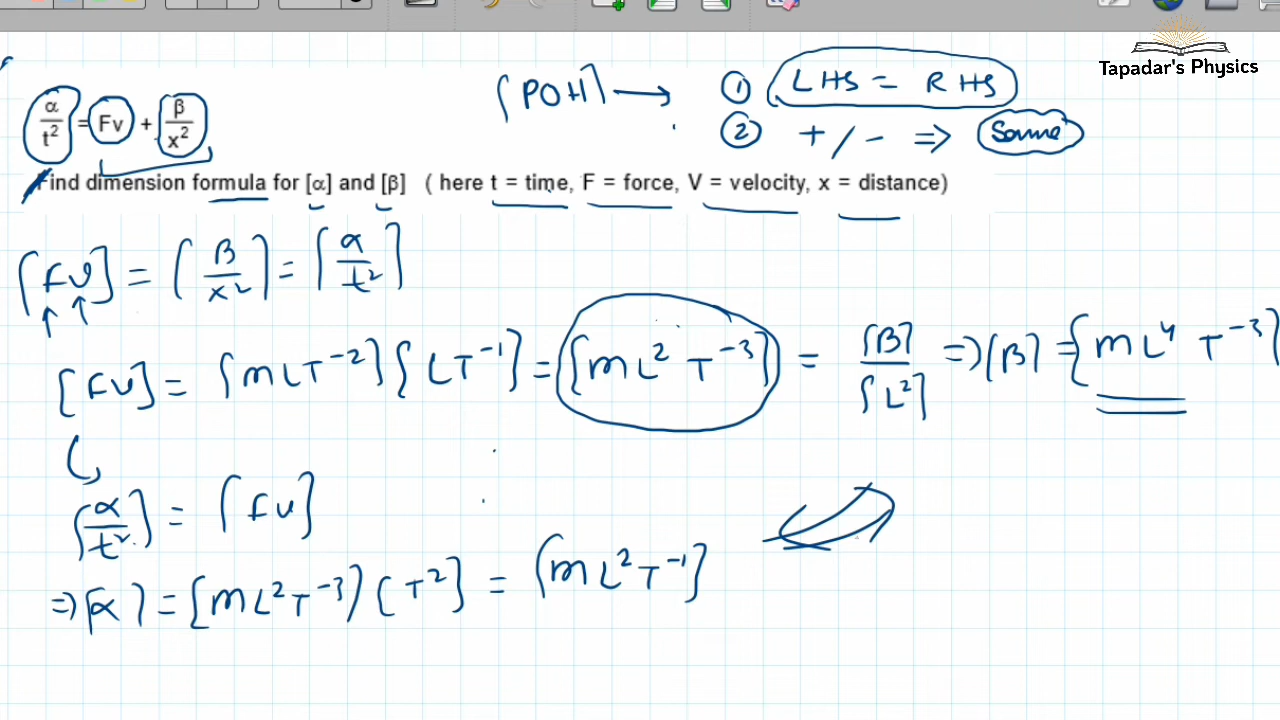 Tapadar's Physics
[POH] → ① LHS = RHS
② + / - ⇒ Same
α/t² = Fv + β/x²
Find dimension formula for [α] and [β] ( here t = time, F = force, V = velocity, x = distance)
[Fv] = [β/x²] = [α/t²]
[Fv] = [MLT⁻²][LT⁻¹] = [ML²T⁻³] = [β]/[L²] ⇒ [β] = [ML⁴T⁻³]
[α/t²] = [Fv]
⇒ [α] = [ML²T⁻³][T²] = [ML²T⁻¹]